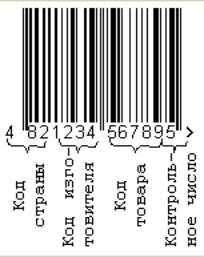 4 821234 567895 >
Код
страны
Код изго-
товителя
Код
товара
Контроль-
ное число